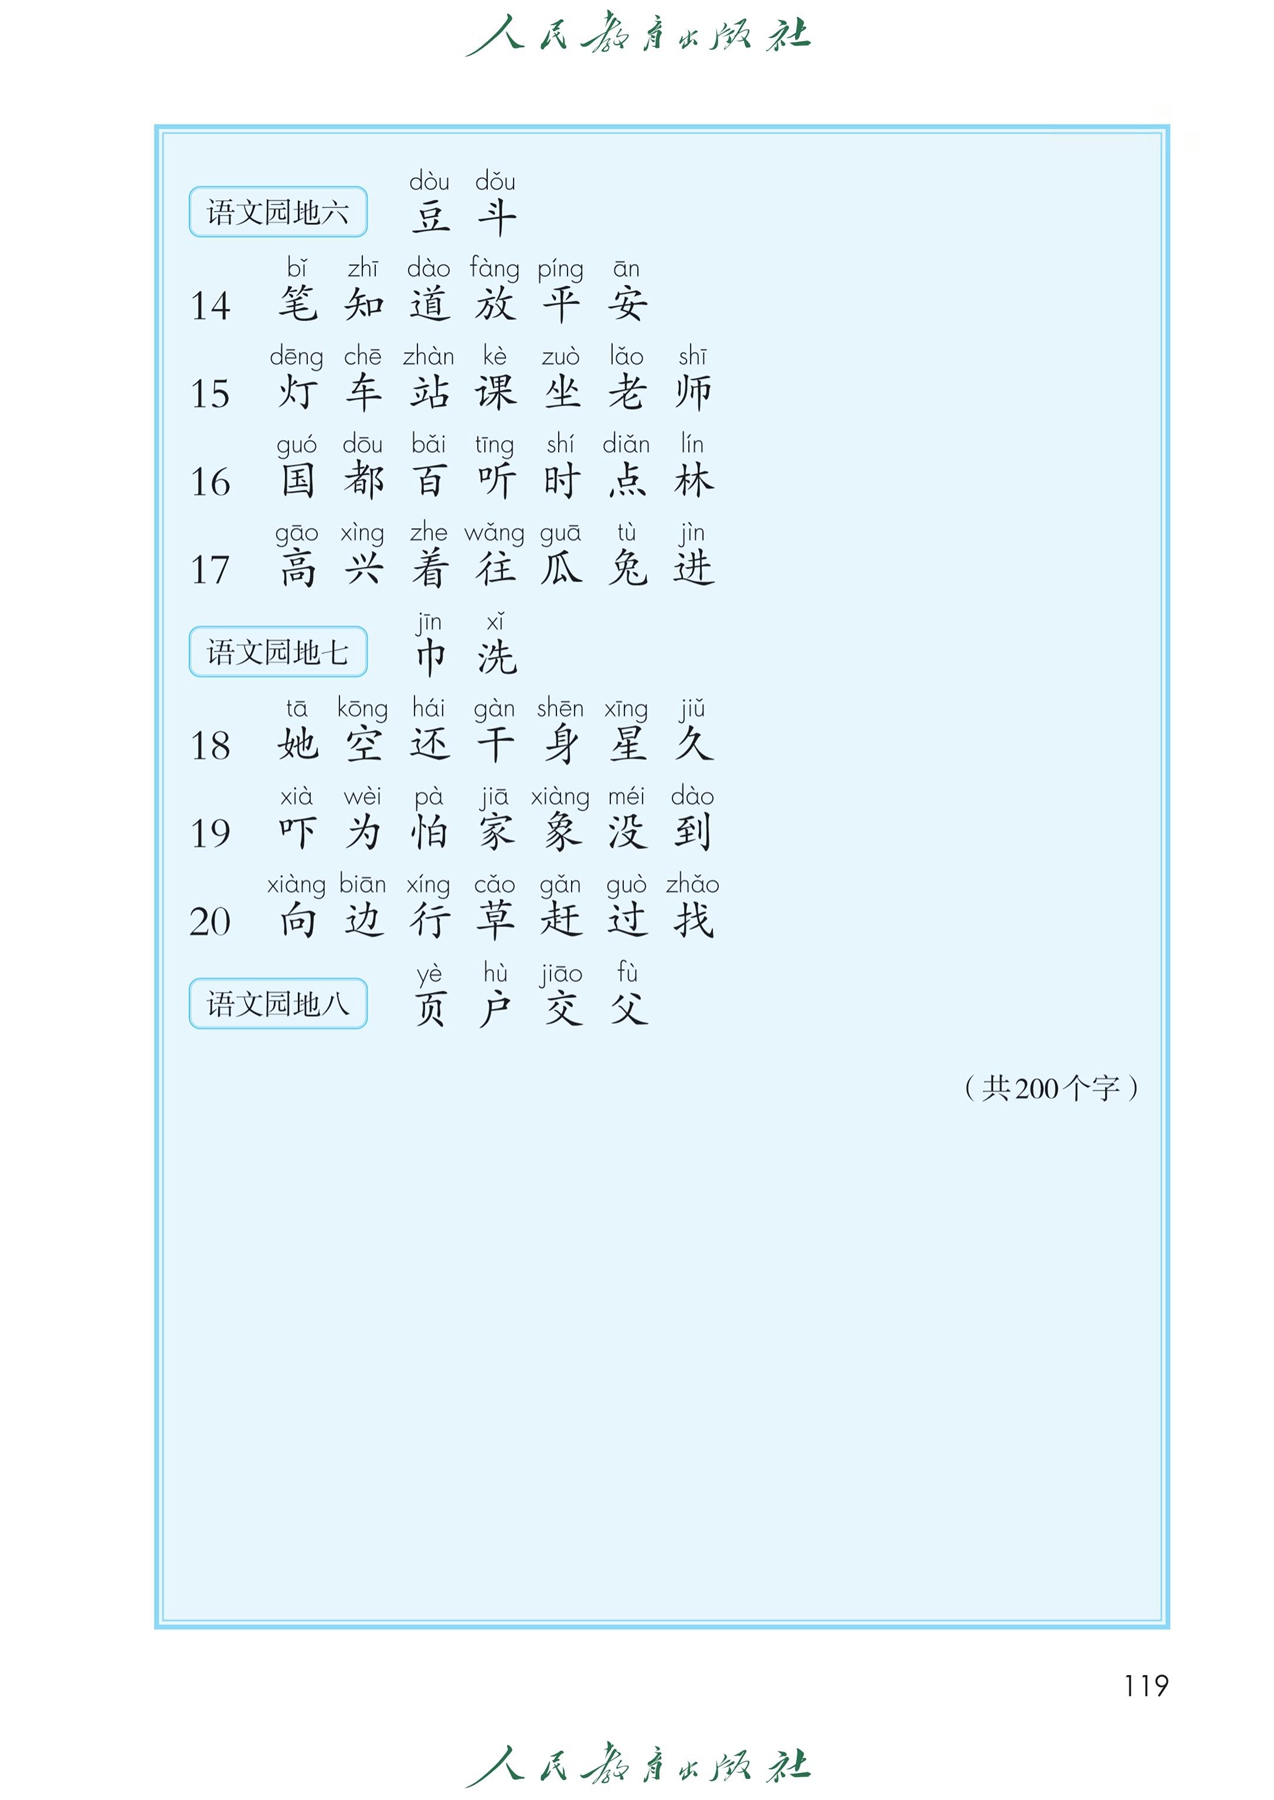 人民教育出版社
dòu dǒu
语文园地六 豆 斗
bǐ zhī dào fàng píng ān
14 笔 知 道 放 平 安
dēng chē zhàn kè zuò lǎo shī
15 灯 车 站 课 坐 老 师
guó dōu bǎi tīng shí diǎn lín
16 国 都 百 听 时 点 林
gāo xìng zhe wǎng guā tù jìn
17 高 兴 着 往 瓜 兔 进
jīn xǐ
语文园地七 巾 洗
tā kōng hái gàn shēn xīng jiǔ
18 她 空 还 干 身 星 久
xià wèi pà jiā xiàng méi dào
19 吓 为 怕 家 象 没 到
xiàng biān xíng cǎo gǎn guò zhǎo
20 向 边 行 草 赶 过 找
yè hù jiāo fù
语文园地八 页 户 交 父
（共200个字）
119
人民教育出版社